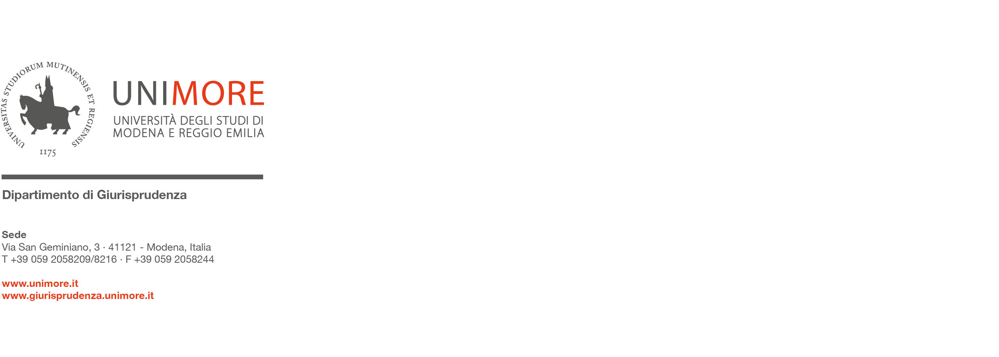 UNIVERSITAS STUDIORUM MUTINENSIS ET REGIENSIS
1175
UNIMORE
UNIVERSITÀ DEGLI STUDI DI
MODENA E REGGIO EMILIA
Dipartimento di Giurisprudenza
Sede
Via San Geminiano, 3 · 41121 - Modena, Italia
T +39 059 2058209/8216 · F +39 059 2058244
www.unimore.it
www.giurisprudenza.unimore.it